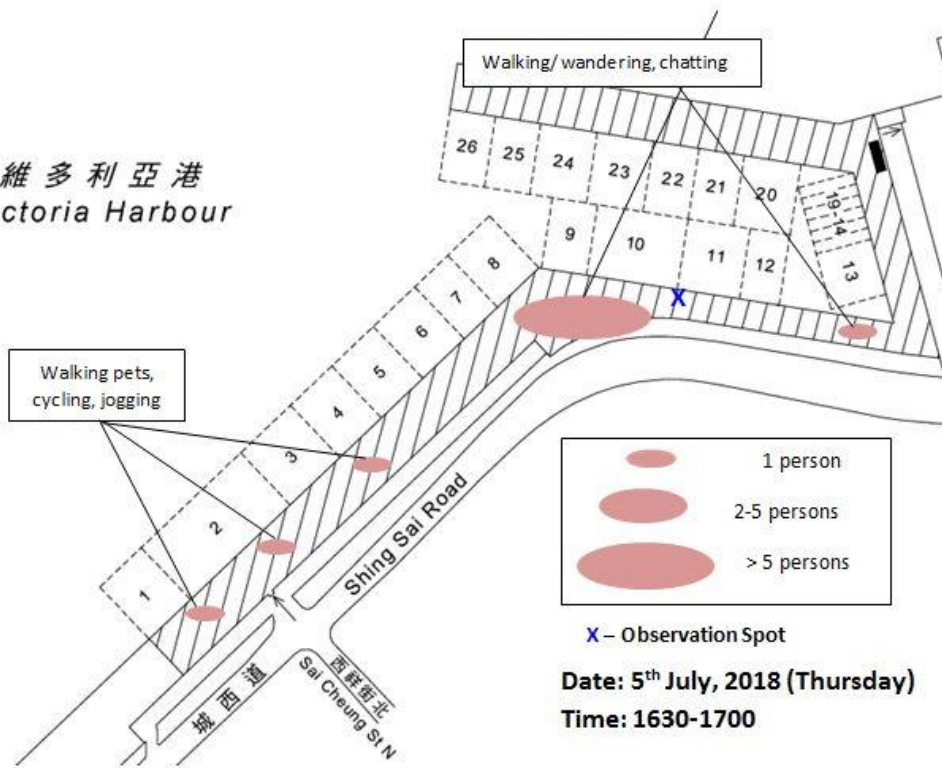 Walking/ wandering, chatting
維多利亞港
ctoria Harbour
26
25
24
23
22
21
20
19-14
13
9
10
11
12
8
7
6
5
4
3
2
1
Walking pets,
cycling, jogging
Shing Sai Road
城西道
西祥街北
Sai Cheung St N
1 person
2-5 persons
> 5 persons
X – Observation Spot
Date: 5th July, 2018 (Thursday)
Time: 1630-1700
X